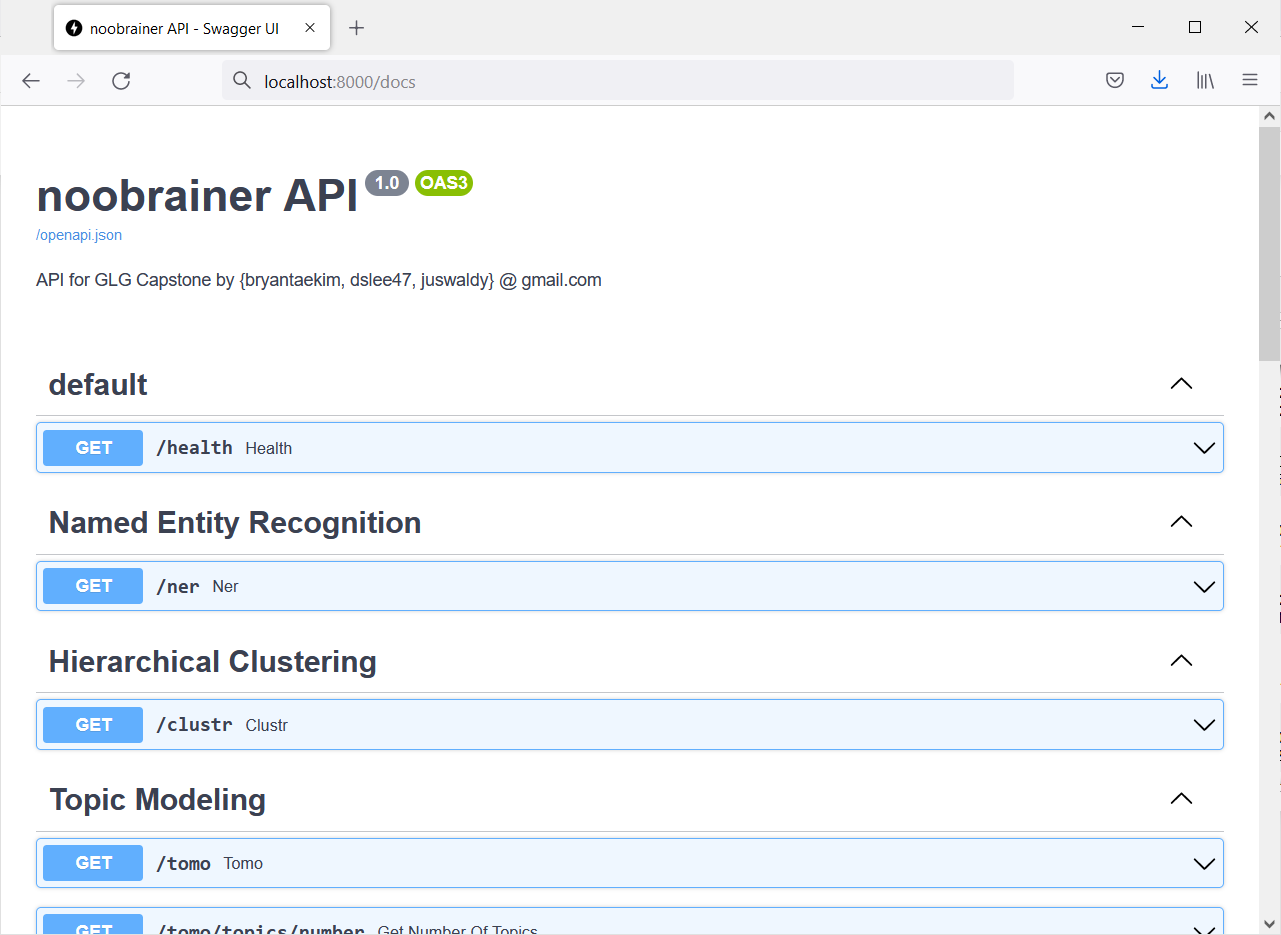 noobrainer API - Swagger UI
localhost:8000/docs
noobrainer API 1.0 OAS3
/openapi.json
API for GLG Capstone by {bryantaekim, dslee47, juswaldy} @ gmail.com
default
GET /health Health
Named Entity Recognition
GET /ner Ner
Hierarchical Clustering
GET /clustr Clustr
Topic Modeling
GET /tomo Tomo
GET /tomo/topics/number Get Number Of Topics